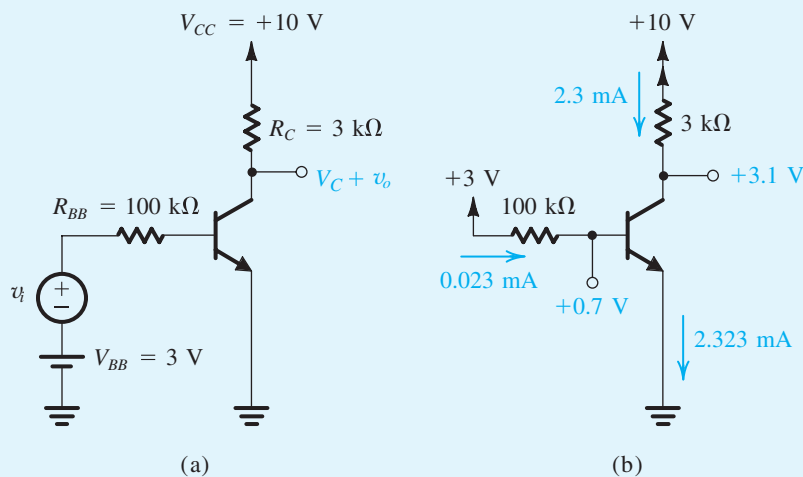 V_CC = +10 V
R_C = 3 kΩ
V_C + v_o
R_BB = 100 kΩ
v_i
+
−
V_BB = 3 V
(a)
+10 V
2.3 mA
3 kΩ
+3.1 V
+3 V
100 kΩ
0.023 mA
+0.7 V
2.323 mA
(b)